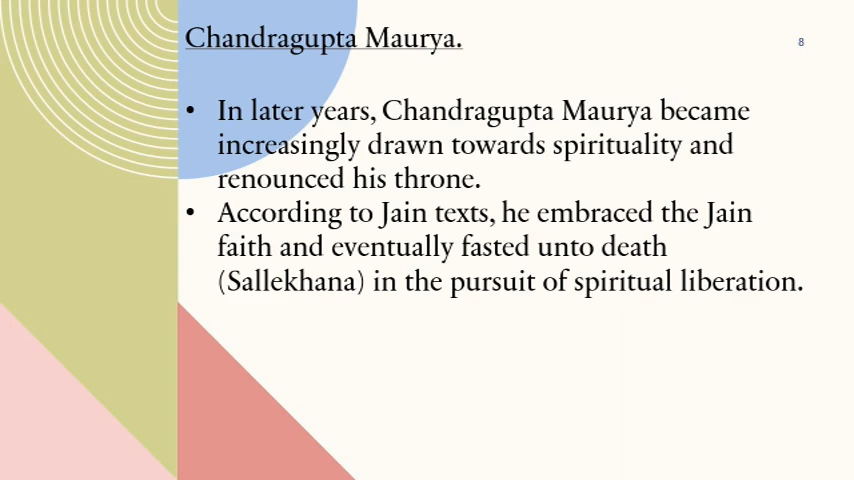 Chandragupta Maurya.
8
• In later years, Chandragupta Maurya became
increasingly drawn towards spirituality and
renounced his throne.
• According to Jain texts, he embraced the Jain
faith and eventually fasted unto death
(Sallekhana) in the pursuit of spiritual liberation.